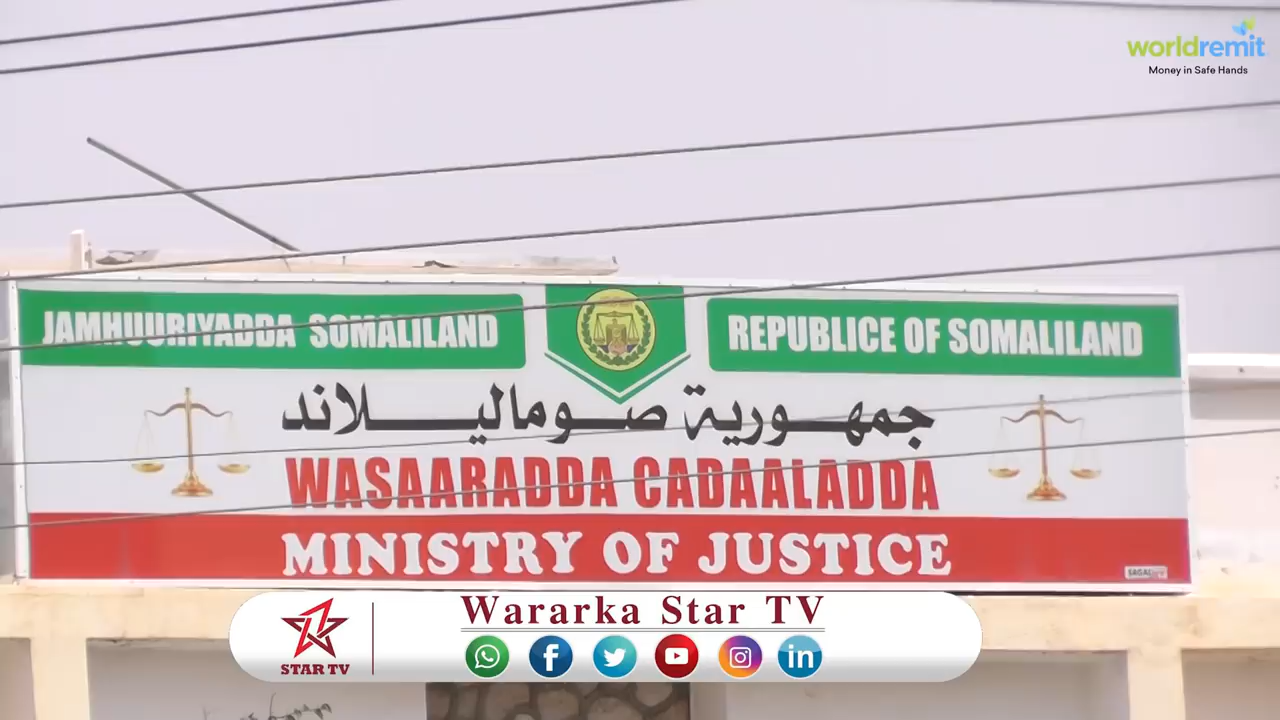 worldremit
Money in Safe Hands
JAMHUURIYADDA SOMALILAND
REPUBLICE OF SOMALILAND
جمهورية صوماليلاند
WASAARADDA CADAALADDA
MINISTRY OF JUSTICE
Wararka Star TV
STAR TV